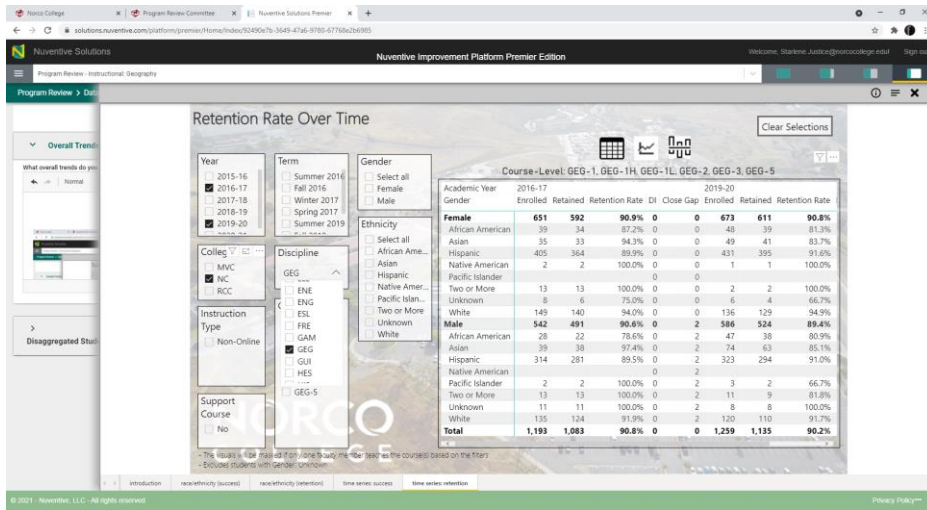 Norco College
Program Review Committee
Nuventive Solutions Premier
solutions.nuventive.com/platform/premier/Home/Index/92490e7b-3649-47a6-9780-67768e2b6985
Nuventive Solutions
Nuventive Improvement Platform Premier Edition
Welcome, Starlene.Justice@norcocollege.edu!
Sign ou
Program Review - Instructional: Geography
Program Review > Data
Overall Trend
What overall trends do you
Normal
Disaggregated Stud
Retention Rate Over Time
Clear Selections
Year
2015-16
2016-17
2017-18
2018-19
2019-20
Term
Summer 2016
Fall 2016
Winter 2017
Spring 2017
Summer 2019
Gender
Select all
Female
Male
Ethnicity
Select all
African Ame...
Asian
Hispanic
Native Amer...
Pacific Islan...
Two or More
Unknown
White
Colleg
MVC
NC
RCC
Discipline
GEG
ENE
ENG
ESL
FRE
GAM
GEG
GUI
HES
GEG-5
Instruction Type
Non-Online
Support Course
No
Course-Level: GEG-1, GEG-1H, GEG-1L, GEG-2, GEG-3, GEG-5
Academic Year 2016-17 2019-20
Gender Enrolled Retained Retention Rate DI Close Gap Enrolled Retained Retention Rate
Female 651 592 90.9% 0 0 673 611 90.8%
African American 39 34 87.2% 0 0 48 39 81.3%
Asian 35 33 94.3% 0 0 49 41 83.7%
Hispanic 405 364 89.9% 0 0 431 395 91.6%
Native American 2 2 100.0% 0 0 1 1 100.0%
Pacific Islander 0 0
Two or More 13 13 100.0% 0 0 2 2 100.0%
Unknown 8 6 75.0% 0 0 6 4 66.7%
White 149 140 94.0% 0 0 136 129 94.9%
Male 542 491 90.6% 0 2 586 524 89.4%
African American 28 22 78.6% 0 2 47 38 80.9%
Asian 39 38 97.4% 0 2 74 63 85.1%
Hispanic 314 281 89.5% 0 2 323 294 91.0%
Native American 0 2
Pacific Islander 2 2 100.0% 0 2 3 2 66.7%
Two or More 13 13 100.0% 0 2 11 9 81.8%
Unknown 11 11 100.0% 0 2 8 8 100.0%
White 135 124 91.9% 0 2 120 110 91.7%
Total 1,193 1,083 90.8% 0 0 1,259 1,135 90.2%
NORCO
COLLEGE
- The visuals will be masked if only one faculty member teaches the course(s) based on the filters
- Excludes students with Gender: Unknown
introduction
race/ethnicity (success)
race/ethnicity (retention)
time series: success
time series: retention
© 2021 - Nuventive, LLC - All rights reserved
Privacy Policy